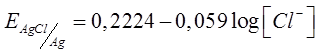 E_{AgCl/Ag} = 0,2224 − 0,059 log[Cl⁻]